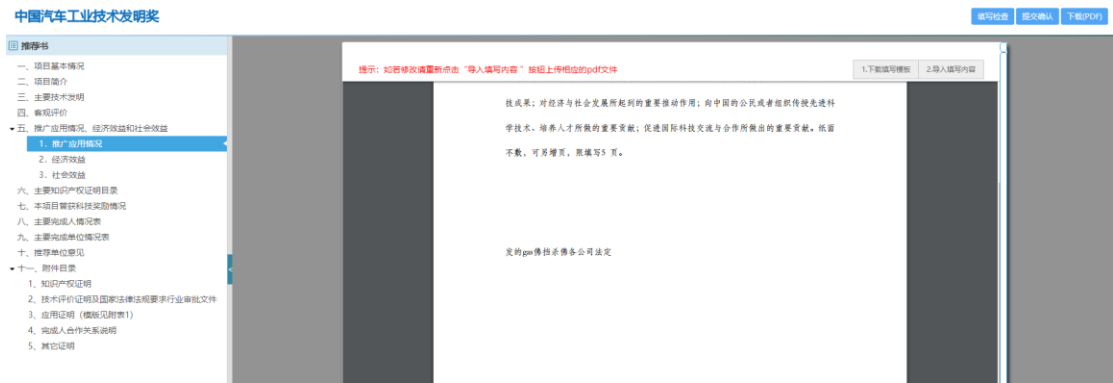 中国汽车工业技术发明奖
填写检查 提交确认 下载(PDF)
推荐书
一、项目基本情况
二、项目简介
三、主要技术发明
四、客观评价
五、推广应用情况、经济效益和社会效益
1. 推广应用情况
2. 经济效益
3. 社会效益
六、主要知识产权证明目录
七、本项目曾获科技奖励情况
八、主要完成人情况表
九、主要完成单位情况表
十、推荐单位意见
十一、附件目录
1、知识产权证明
2、技术评价证明及国家法律法规要求行业审批文件
3、应用证明（模版见附表1）
4、完成人合作关系说明
5、其它证明
提示：如若修改请重新点击“导入填写内容 ”按钮上传相应的pdf文件
1.下载填写模板 2.导入填写内容
技成果；对经济与社会发展所起到的重要推动作用；向中国的公民或者组织传授先进科
学技术、培养人才所做的重要贡献；促进国际科技交流与合作所做出的重要贡献。纸面
不敷，可另增页，限填写5 页。
发的gas佛挡杀佛各公司法定